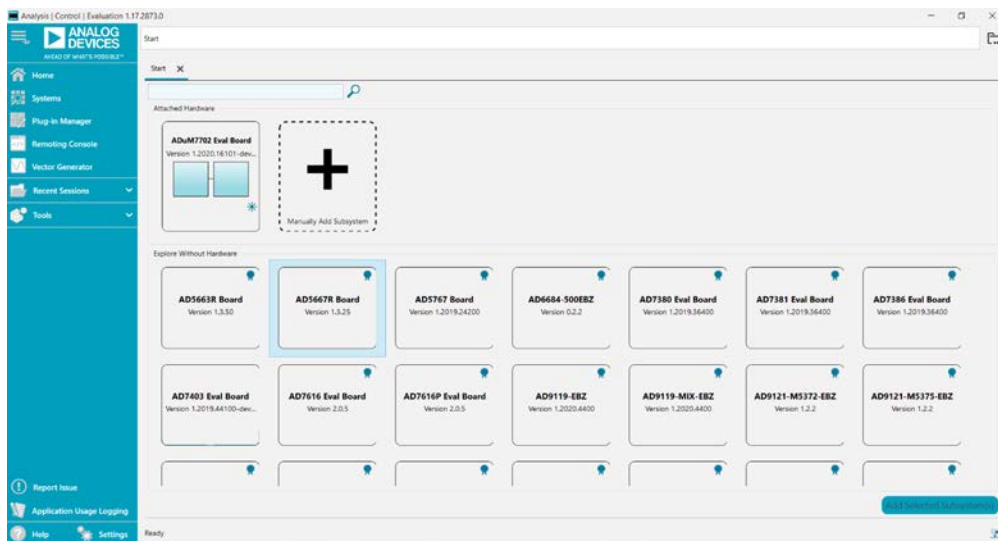 Analysis | Control | Evaluation 1.17.2873.0
ANALOG
DEVICES
AHEAD OF WHAT'S POSSIBLE™
Home
Systems
Plug-in Manager
Remoting Console
Vector Generator
Recent Sessions
Tools
Report Issue
Application Usage Logging
Help
Settings
Start
Start
Attached Hardware
ADuM7702 Eval Board
Version 1.2020.16101-dev...
Manually Add Subsystem
Explore Without Hardware
AD5663R Board
Version 1.3.50
AD5667R Board
Version 1.3.25
AD5767 Board
Version 1.2019.24200
AD6684-500EBZ
Version 0.2.2
AD7380 Eval Board
Version 1.2019.36400
AD7381 Eval Board
Version 1.2019.36400
AD7386 Eval Board
Version 1.2019.36400
AD7403 Eval Board
Version 1.2019.44100-dev...
AD7616 Eval Board
Version 2.0.5
AD7616P Eval Board
Version 2.0.5
AD9119-EBZ
Version 1.2020.4400
AD9119-MIX-EBZ
Version 1.2020.4400
AD9121-M5372-EBZ
Version 1.2.2
AD9121-M5375-EBZ
Version 1.2.2
Add Selected Subsystem(s)
Ready